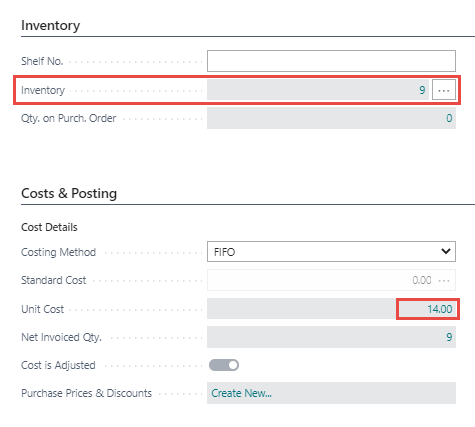 Inventory
Shelf No.
Inventory 9 ...
Qty. on Purch. Order 0
Costs & Posting
Cost Details
Costing Method FIFO
Standard Cost 0.00 ...
Unit Cost 14.00
Net Invoiced Qty. 9
Cost is Adjusted
Purchase Prices & Discounts Create New...